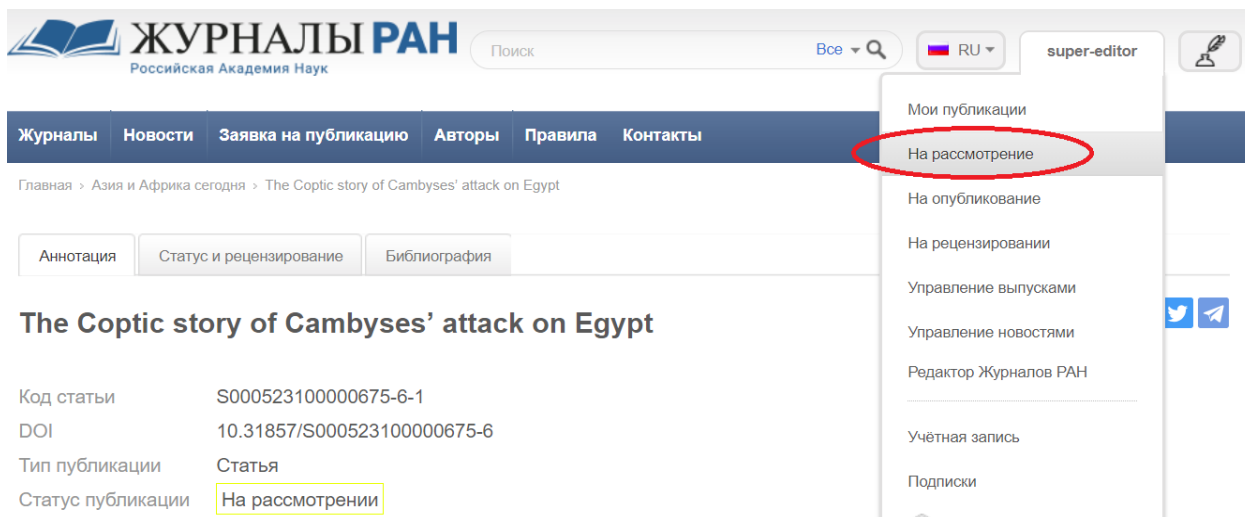 ЖУРНАЛЫ РАН
Российская Академия Наук
Поиск
Все
RU
super-editor
Журналы Новости Заявка на публикацию Авторы Правила Контакты
Главная › Азия и Африка сегодня › The Coptic story of Cambyses' attack on Egypt
Мои публикации
На рассмотрение
На опубликование
На рецензировании
Управление выпусками
Управление новостями
Редактор Журналов РАН
Учётная запись
Подписки
Аннотация Статус и рецензирование Библиография
The Coptic story of Cambyses’ attack on Egypt
Код статьи S000523100000675-6-1
DOI 10.31857/S000523100000675-6
Тип публикации Статья
Статус публикации На рассмотрении